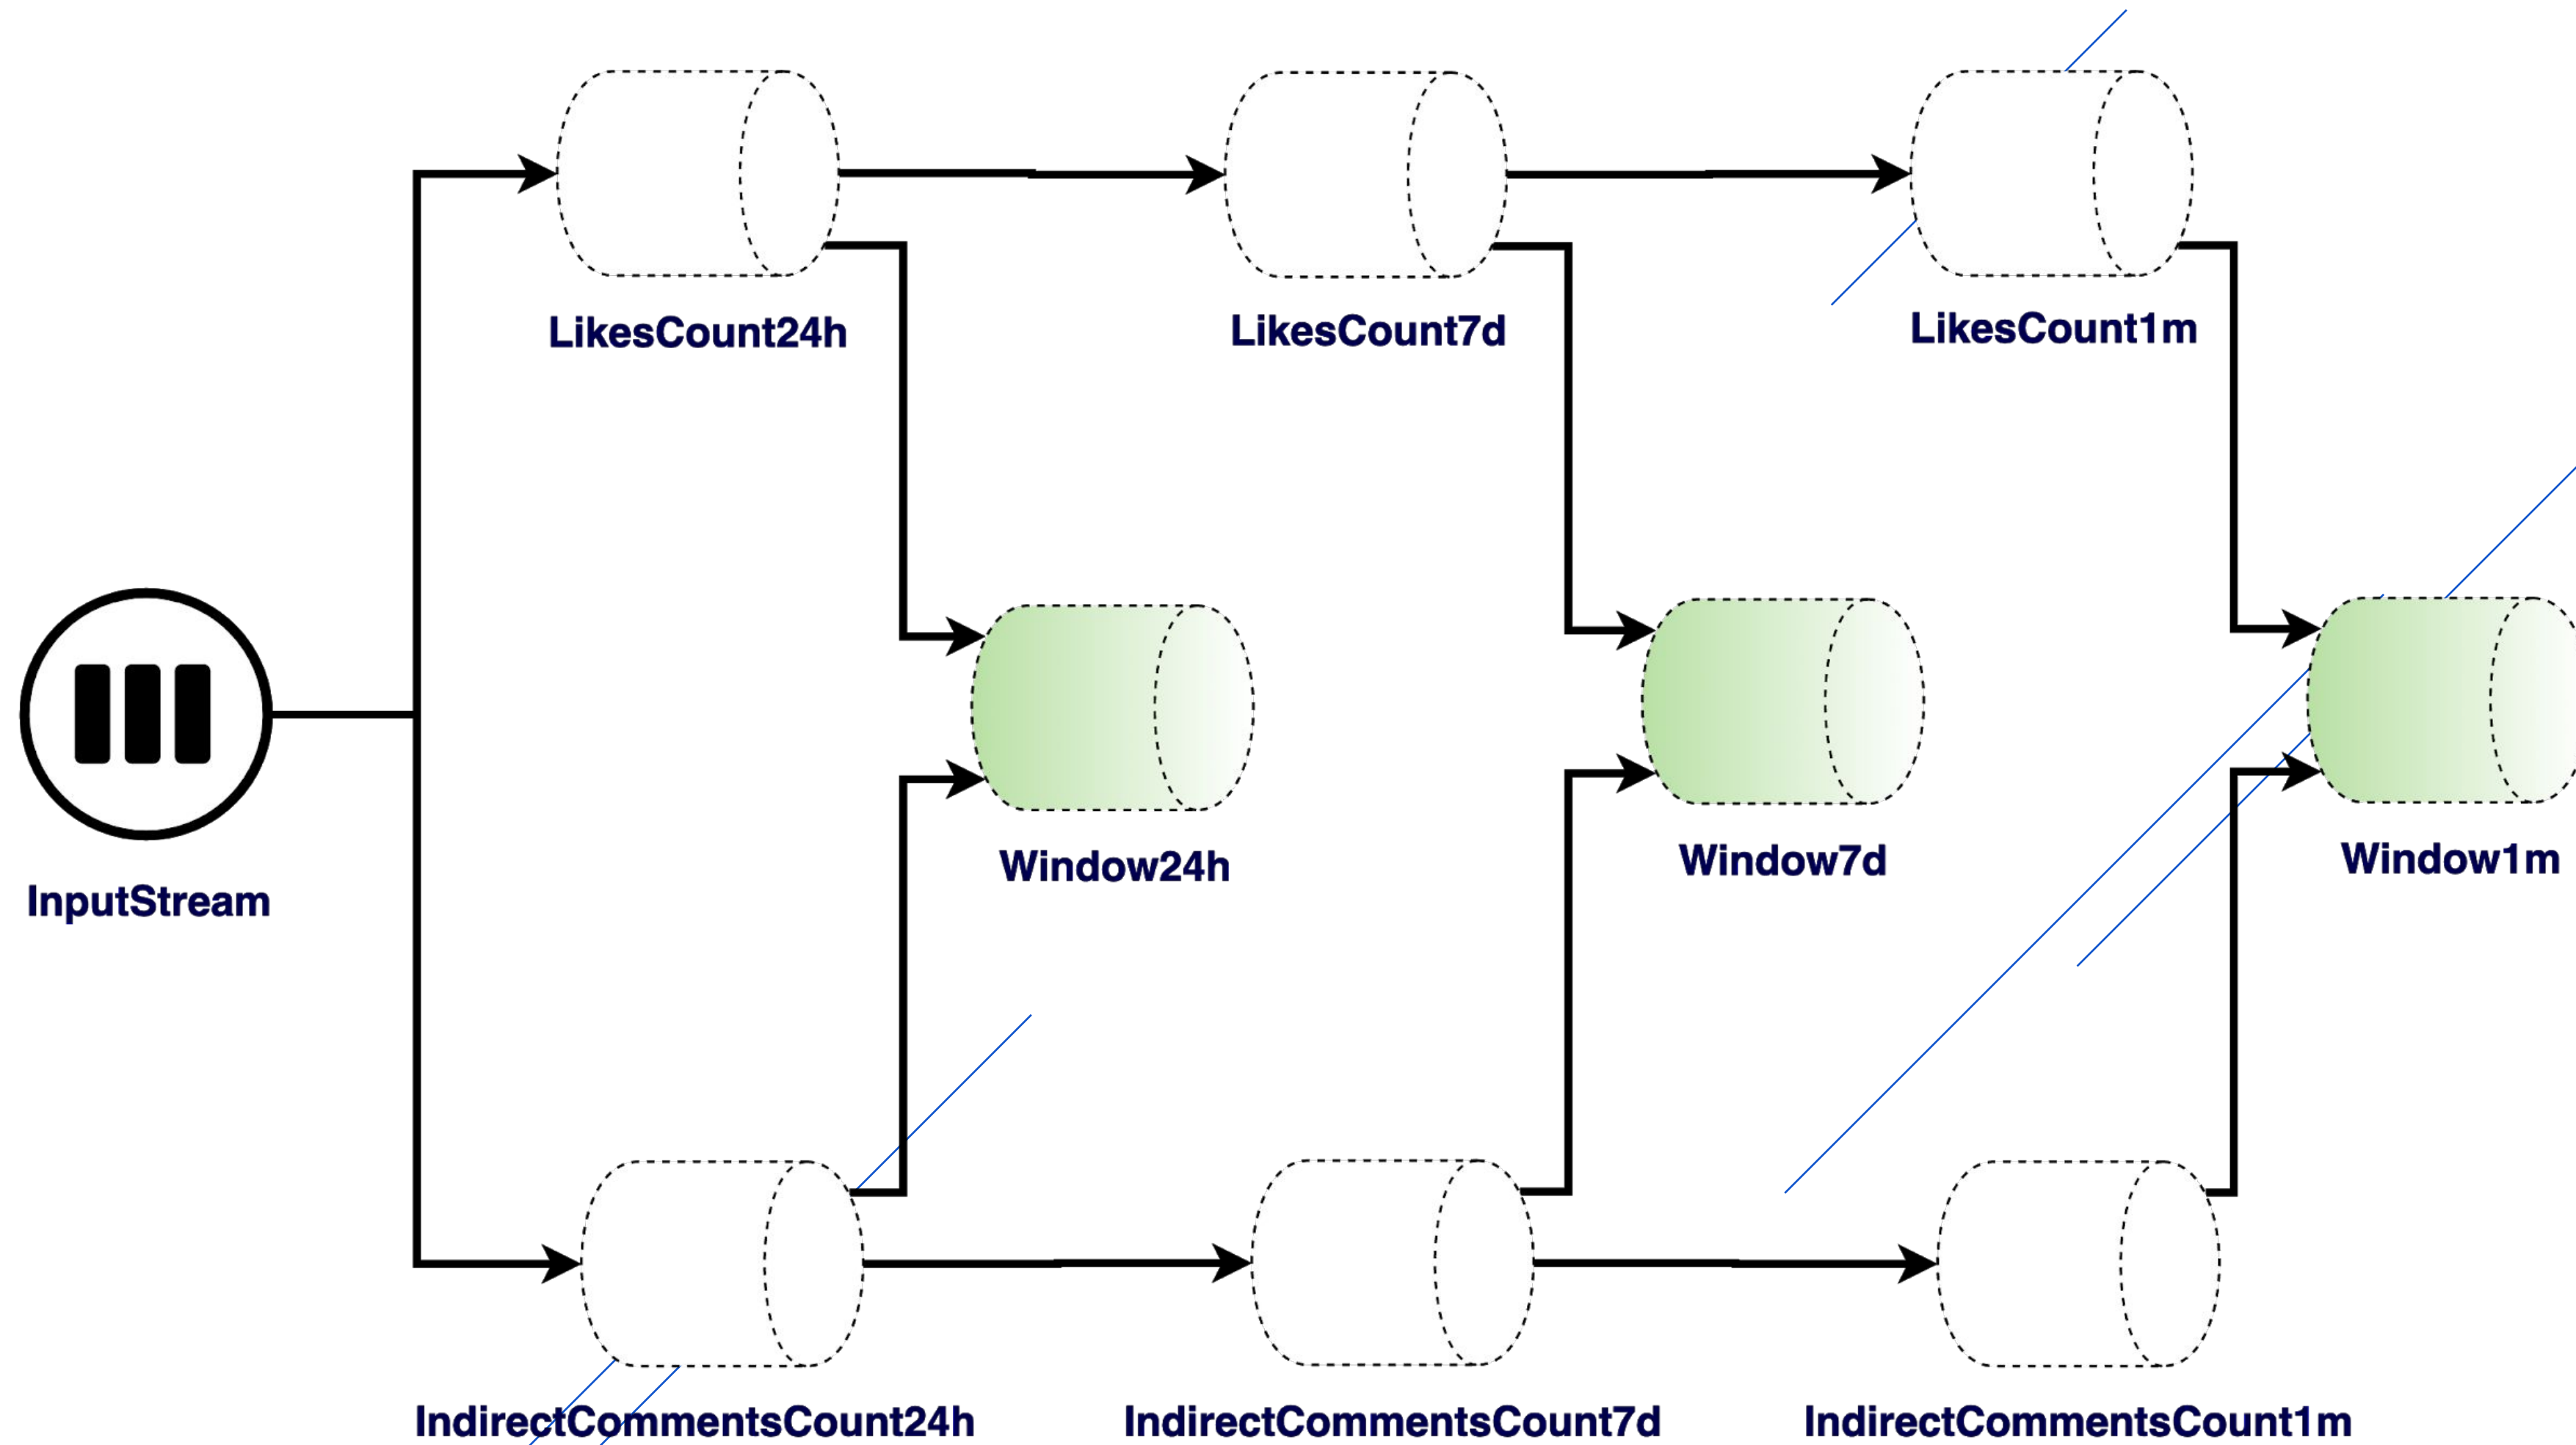 LikesCount24h
LikesCount7d
LikesCount1m
Window24h
Window7d
Window1m
InputStream
IndirectCommentsCount24h
IndirectCommentsCount7d
IndirectCommentsCount1m